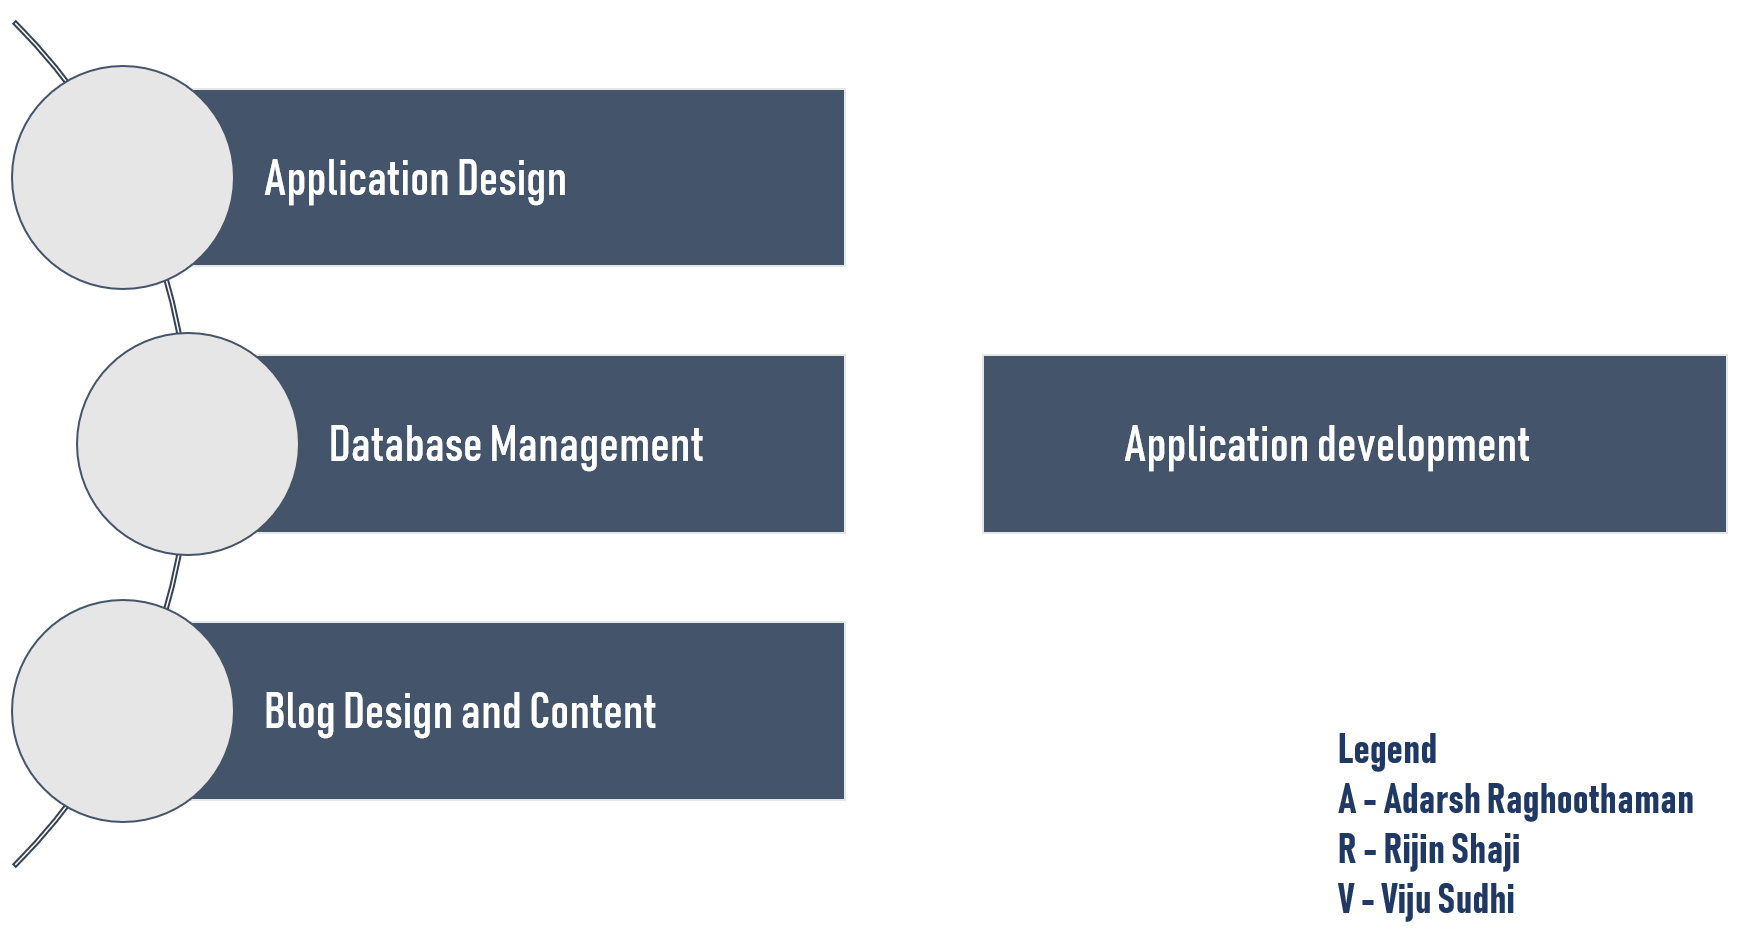 Application Design
Database Management
Application development
Blog Design and Content
Legend
A - Adarsh Raghoothaman
R - Rijin Shaji
V - Viju Sudhi